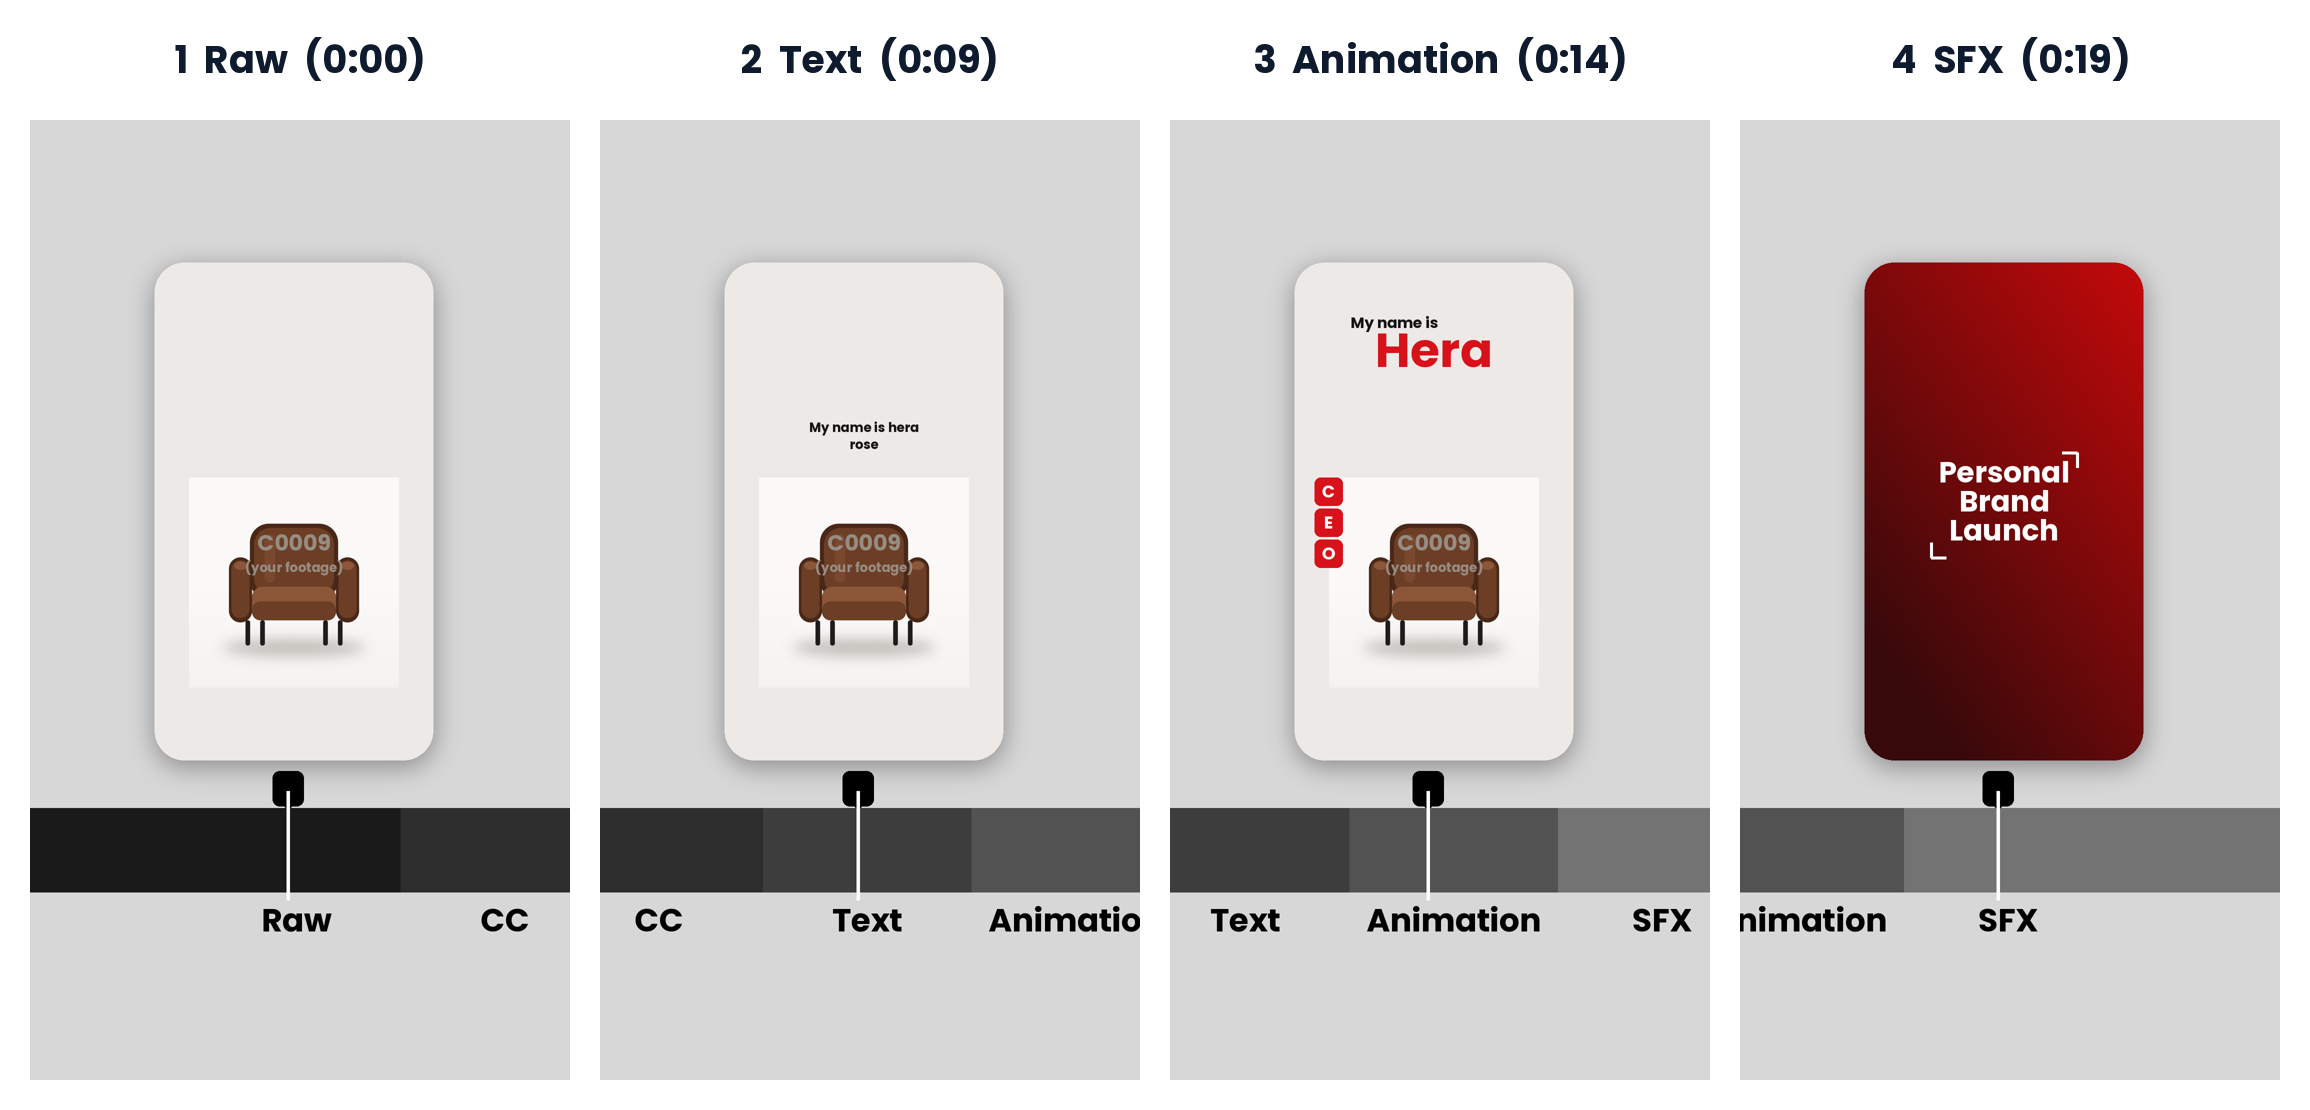 1 Raw (0:00)
C0009
(your footage)
Raw
CC
2 Text (0:09)
My name is hera
rose
C0009
(your footage)
CC
Text
Animatio
3 Animation (0:14)
My name is
Hera
C
E
O
C0009
(your footage)
Text
Animation
SFX
4 SFX (0:19)
Personal
Brand
Launch
nimation
SFX